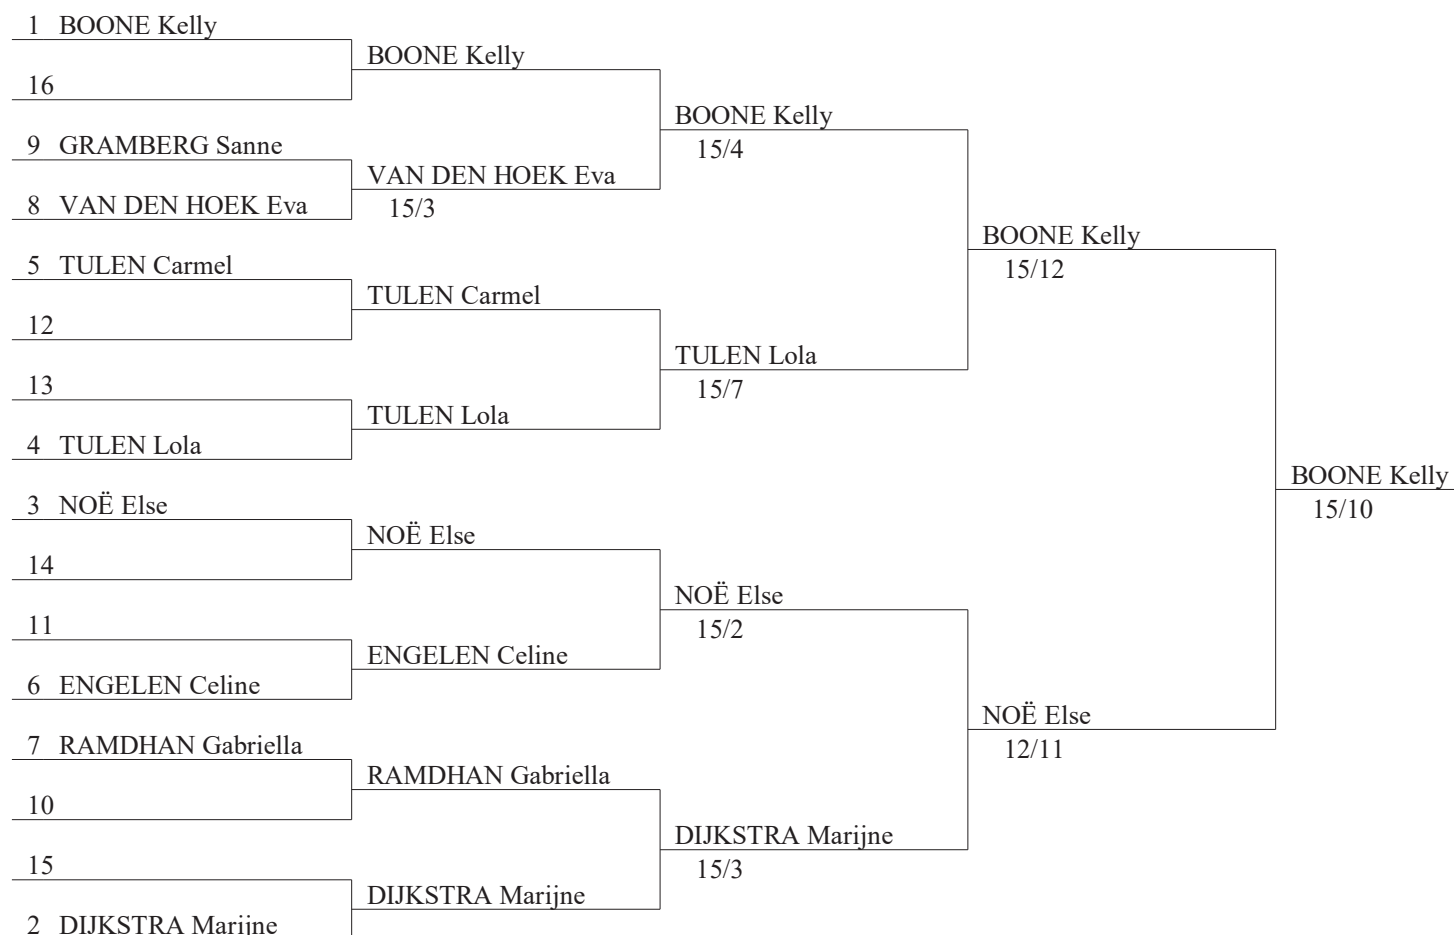 1 BOONE Kelly
BOONE Kelly
16
BOONE Kelly
15/4
9 GRAMBERG Sanne
VAN DEN HOEK Eva
8 VAN DEN HOEK Eva
15/3
BOONE Kelly
15/12
5 TULEN Carmel
TULEN Carmel
12
TULEN Lola
15/7
13
TULEN Lola
4 TULEN Lola
BOONE Kelly
15/10
3 NOË Else
NOË Else
14
NOË Else
15/2
11
ENGELEN Celine
6 ENGELEN Celine
NOË Else
12/11
7 RAMDHAN Gabriella
RAMDHAN Gabriella
10
DIJKSTRA Marijne
15/3
15
DIJKSTRA Marijne
2 DIJKSTRA Marijne